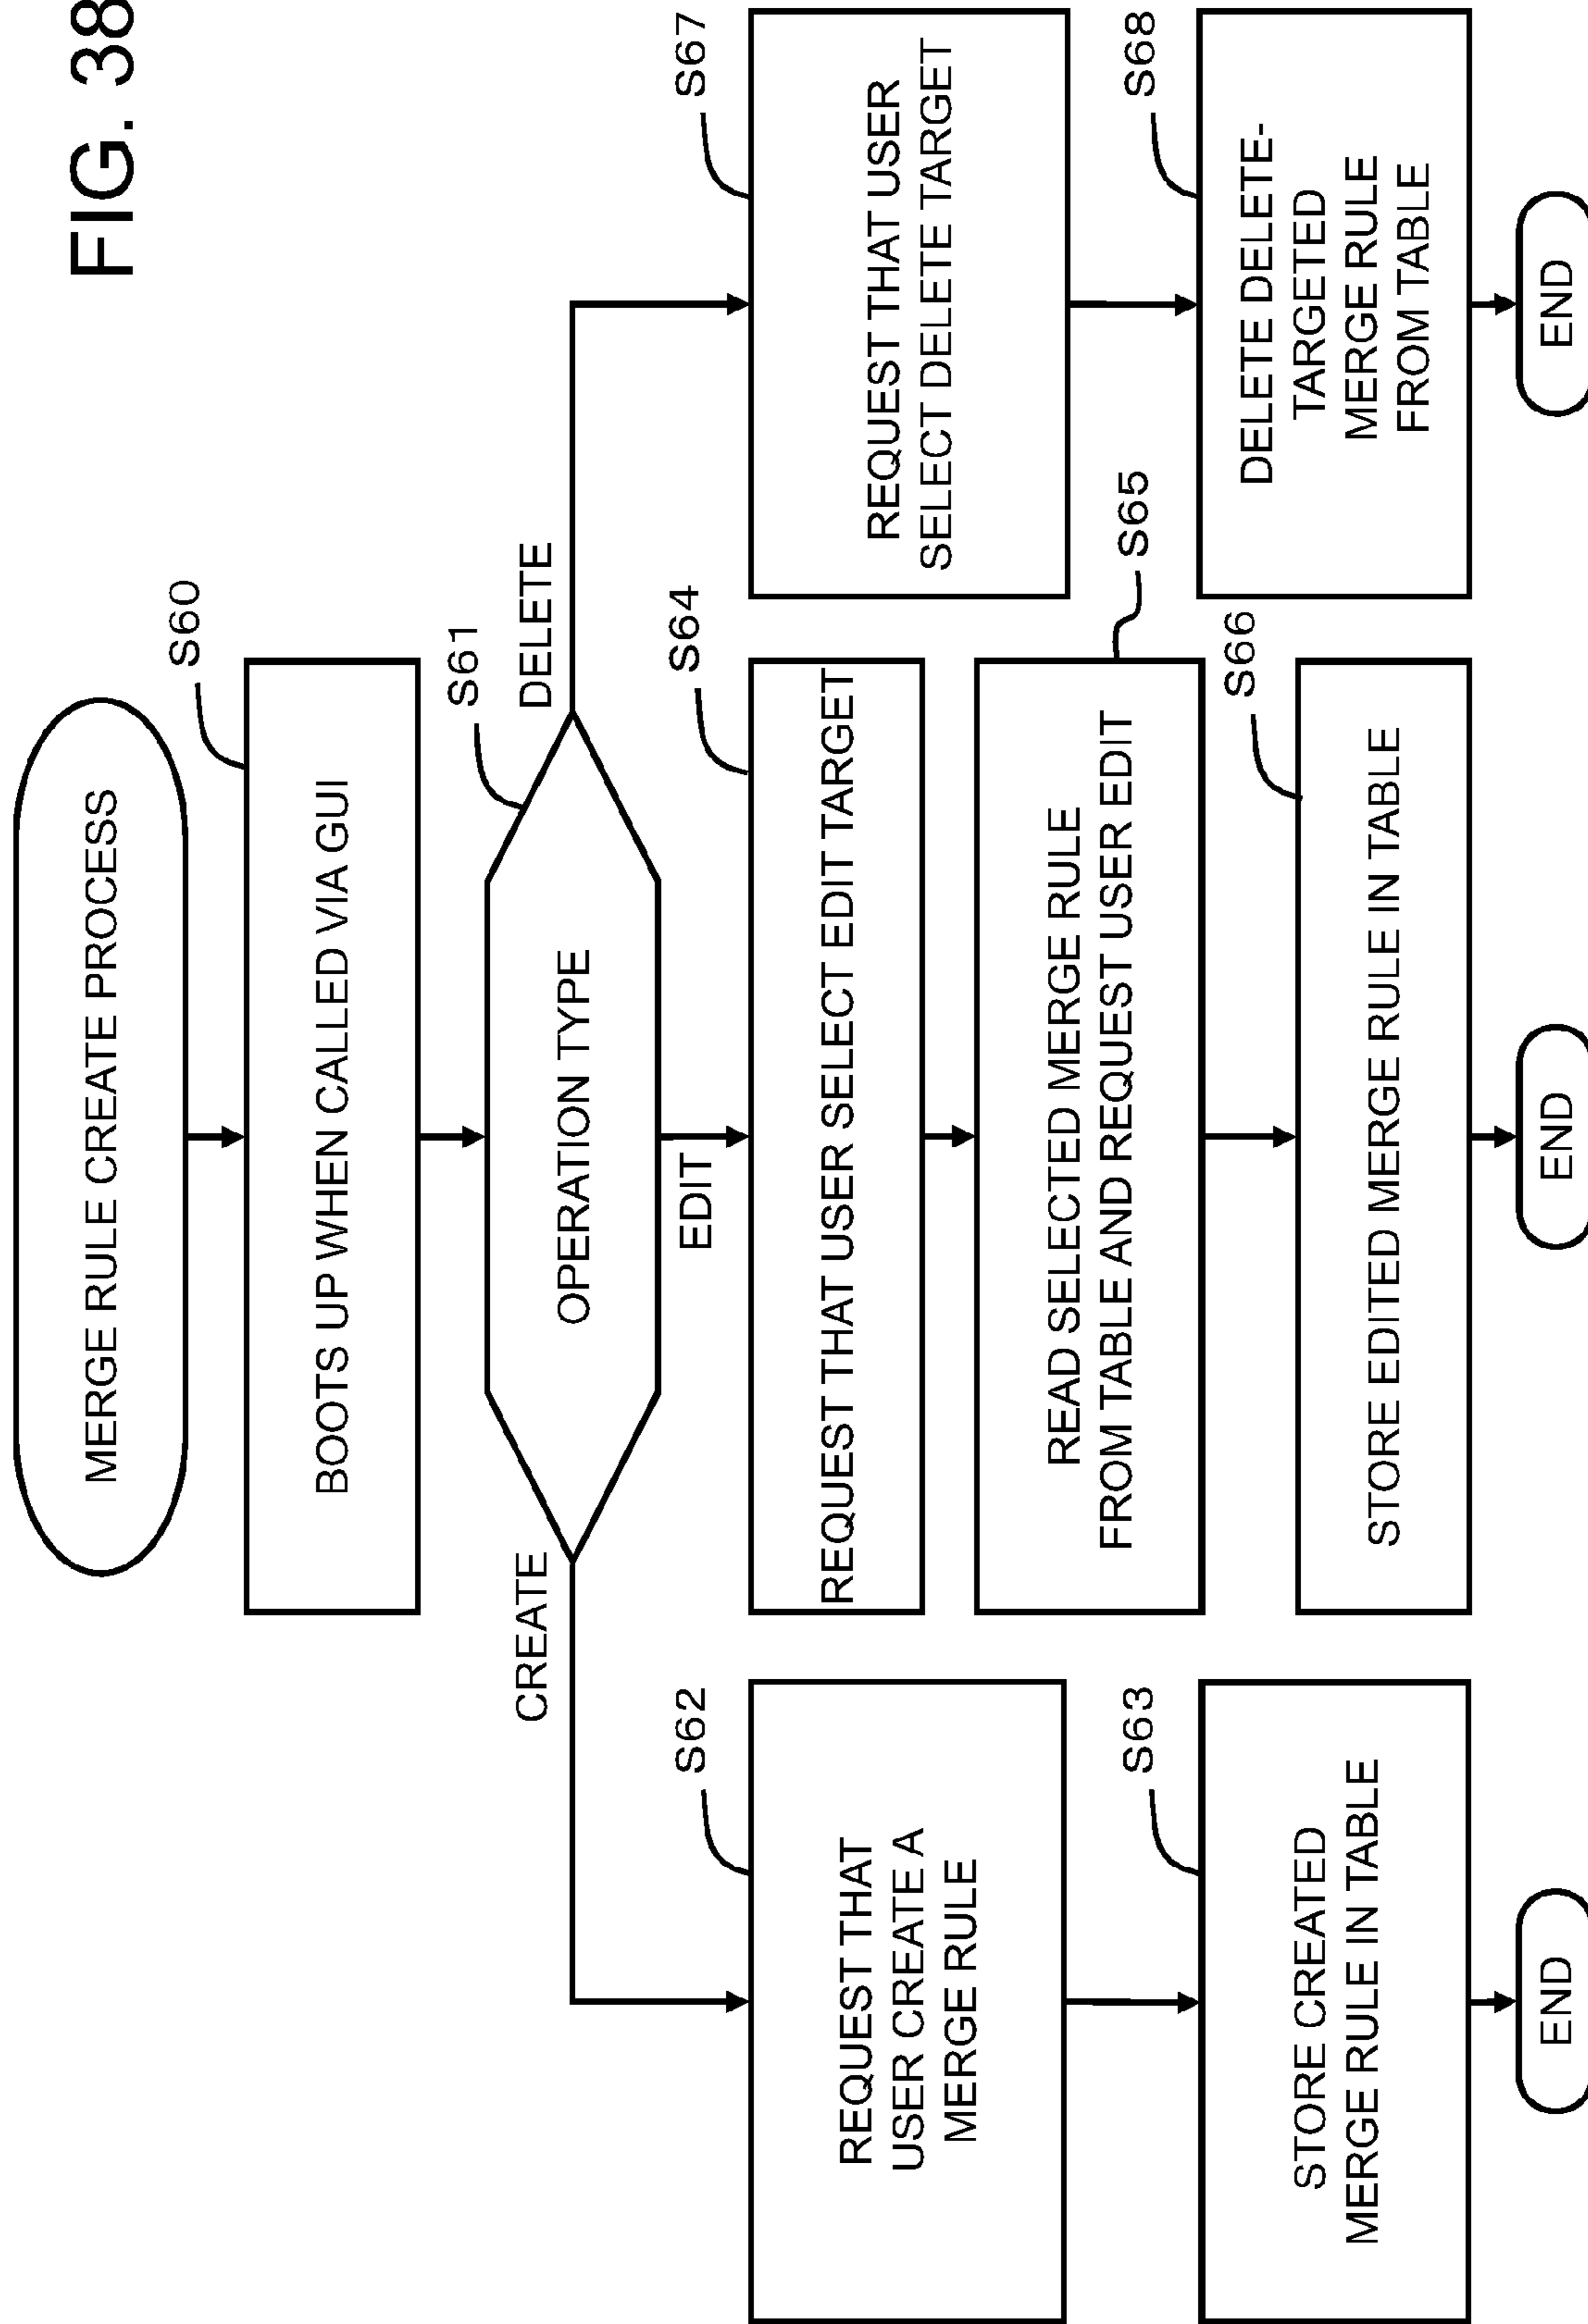 FIG. 38
MERGE RULE CREATE PROCESS
S60
BOOTS UP WHEN CALLED VIA GUI
S61
OPERATION TYPE
CREATE
EDIT
DELETE
S62
REQUEST THAT
USER CREATE A
MERGE RULE
S63
STORE CREATED
MERGE RULE IN TABLE
END
S64
REQUEST THAT USER SELECT EDIT TARGET
S65
READ SELECTED MERGE RULE
FROM TABLE AND REQUEST USER EDIT
S66
STORE EDITED MERGE RULE IN TABLE
END
S67
REQUEST THAT USER
SELECT DELETE TARGET
S68
DELETE DELETE-
TARGETED
MERGE RULE
FROM TABLE
END